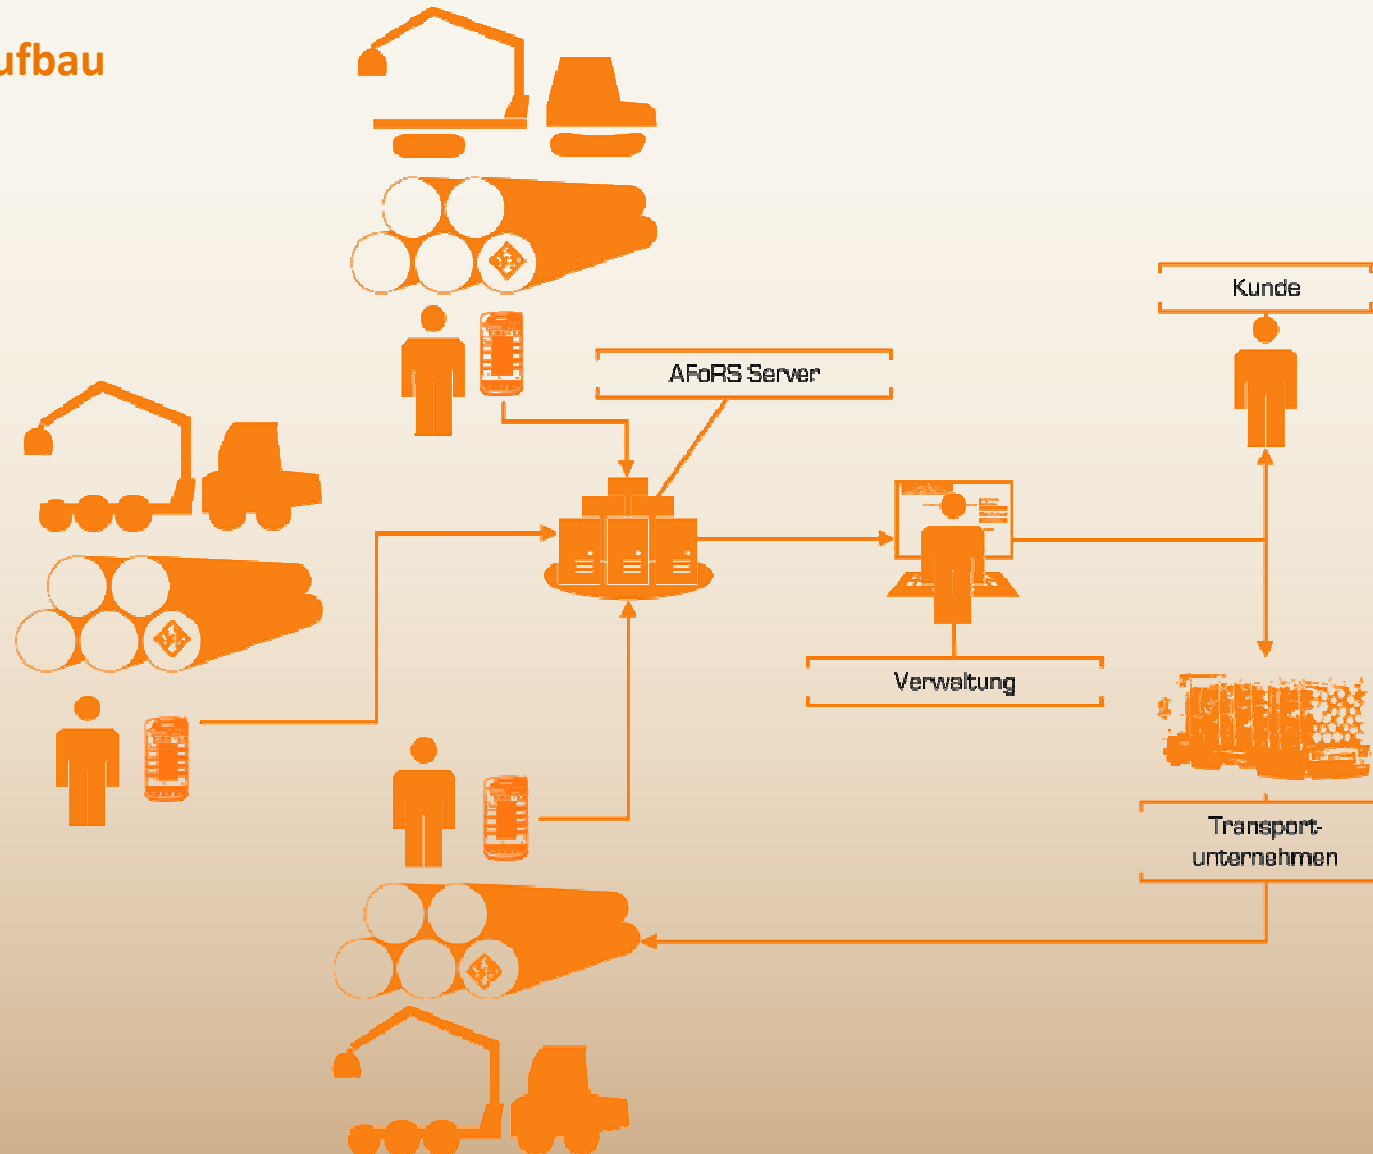 ufbau
Kunde
AFoRS Server
Verwaltung
Transport-
unternehmen